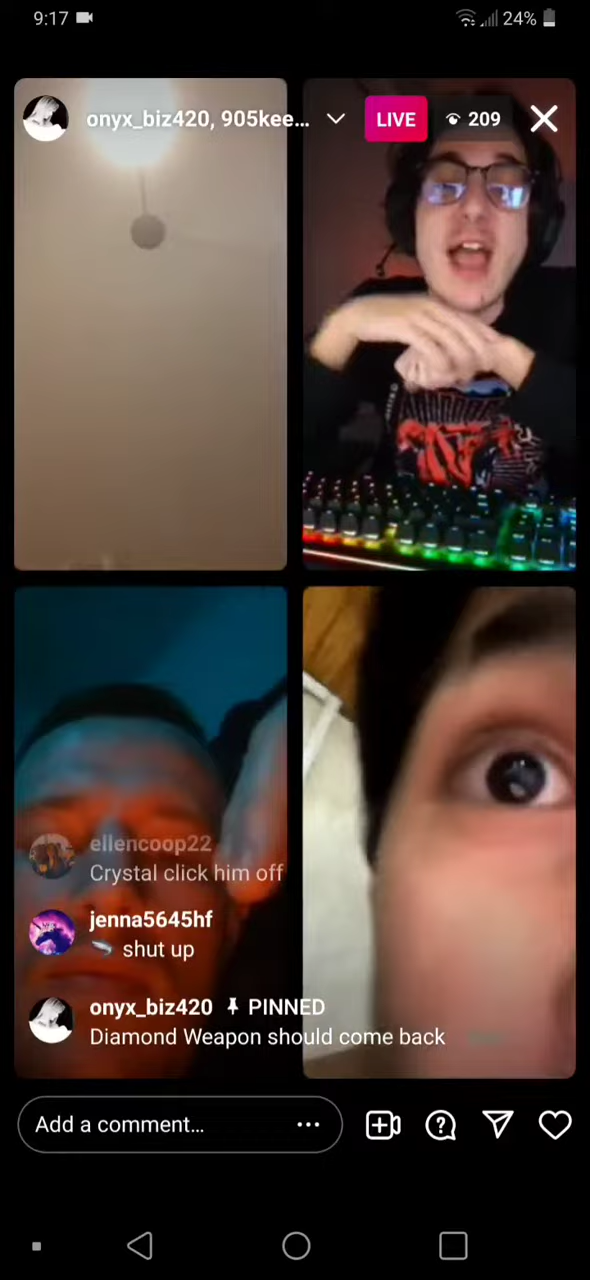 9:17 24%
onyx_biz420, 905kee... LIVE 209
ellencoop22
Crystal click him off
jenna5645hf
shut up
onyx_biz420 PINNED
Diamond Weapon should come back
Add a comment...